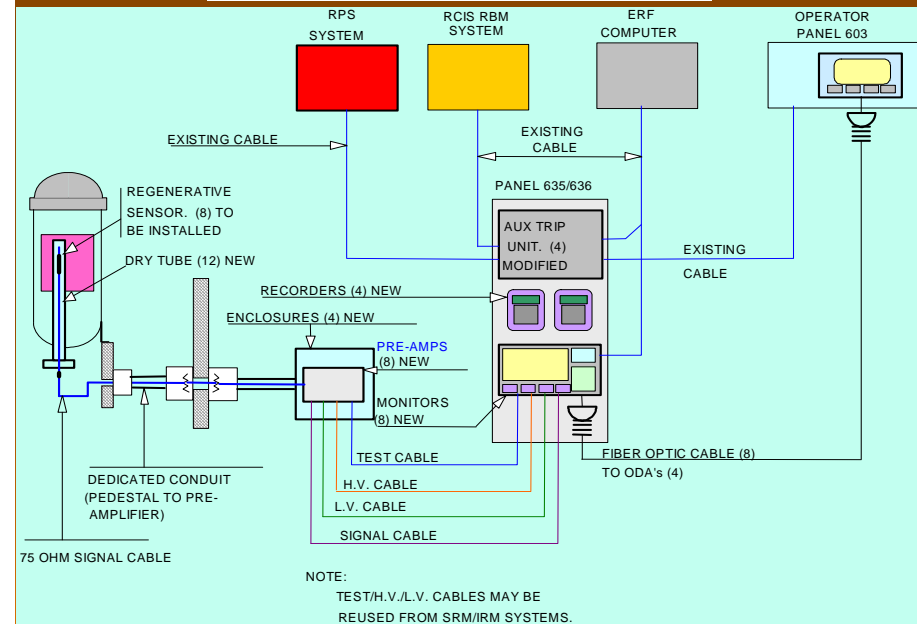 RPS
SYSTEM
RCIS RBM
SYSTEM
ERF
COMPUTER
OPERATOR
PANEL 603
EXISTING CABLE
EXISTING
CABLE
PANEL 635/636
REGENERATIVE
SENSOR. (8) TO
BE INSTALLED
AUX TRIP
UNIT. (4)
MODIFIED
EXISTING
CABLE
DRY TUBE (12) NEW
RECORDERS (4) NEW
ENCLOSURES (4) NEW
PRE-AMPS
(8) NEW
MONITORS
(8) NEW
TEST CABLE
FIBER OPTIC CABLE (8)
TO ODA's (4)
DEDICATED CONDUIT
(PEDESTAL TO PRE-
AMPLIFIER)
H.V. CABLE
L.V. CABLE
SIGNAL CABLE
75 OHM SIGNAL CABLE
NOTE:
TEST/H.V./L.V. CABLES MAY BE
REUSED FROM SRM/IRM SYSTEMS.